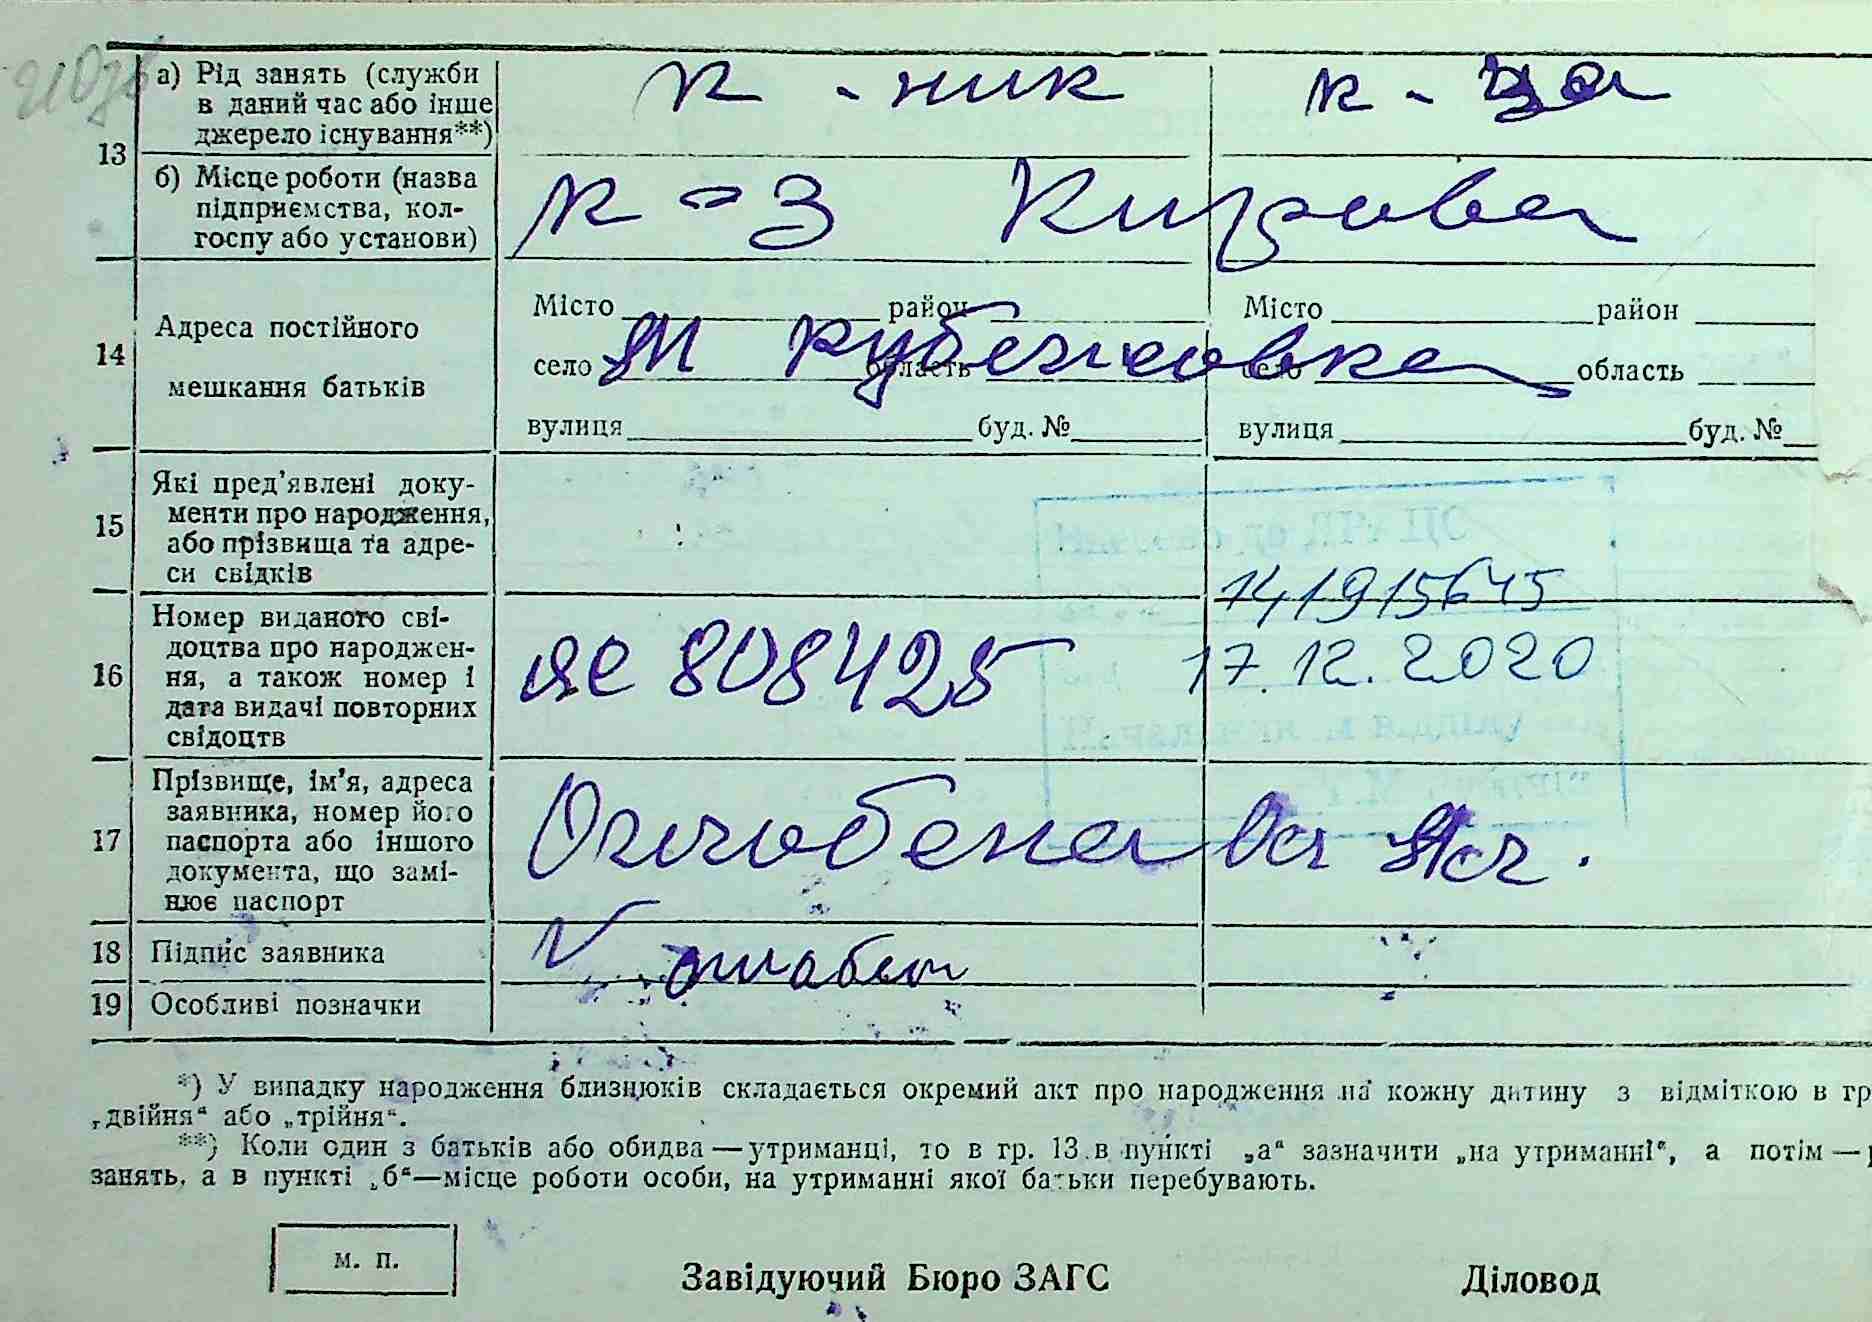 13
а) Рід занять (служби
в даний час або інше
джерело існування**)
к-ник
к-ца
б) Місце роботи (назва
підприємства, кол-
госпу або установи)
к-з Кирова
14
Адреса постійного
мешкання батьків
Місто район
село М область
вулиця буд. №
Місто район
село область
вулиця буд. №
15
Які пред’явлені доку-
менти про народження,
або прізвища та адре-
си свідків
16
Номер виданого сві-
доцтва про народжен-
ня, а також номер і
дата видачі повторних
свідоцтв
ЯЄ 808425
141915645
17.12.2020
17
Прізвище, ім’я, адреса
заявника, номер його
паспорта або іншого
документа, що замі-
нює паспорт
18
Підпис заявника
19
Особливі позначки
*) У випадку народження близнюків складається окремий акт про народження на кожну дитину з відміткою в гр
„двійня“ або „трійня“.
**) Коли один з батьків або обидва—утриманці, то в гр. 13 в пункті „а“ зазначити „на утриманні“, а потім—
занять, а в пункті „б“—місце роботи особи, на утриманні якої батьки перебувають.
м. п.
Завідуючий Бюро ЗАГС
Діловод